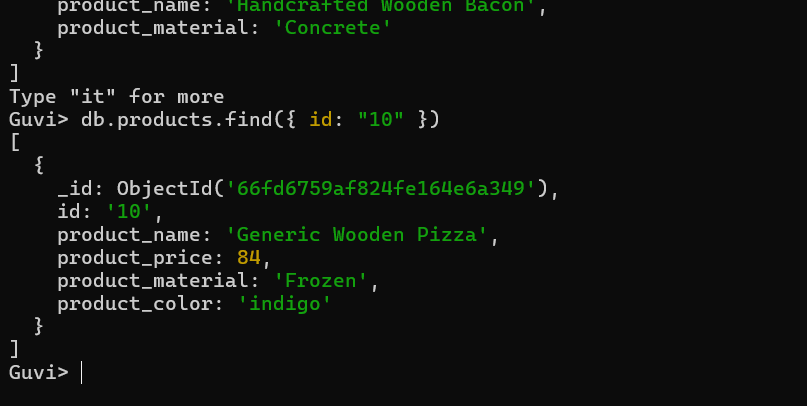 product_name: 'Handcrafted Wooden Bacon',
product_material: 'Concrete'
}
]
Type "it" for more
Guvi> db.products.find({ id: "10" })
[
{
_id: ObjectId('66fd6759af824fe164e6a349'),
id: '10',
product_name: 'Generic Wooden Pizza',
product_price: 84,
product_material: 'Frozen',
product_color: 'indigo'
}
]
Guvi>